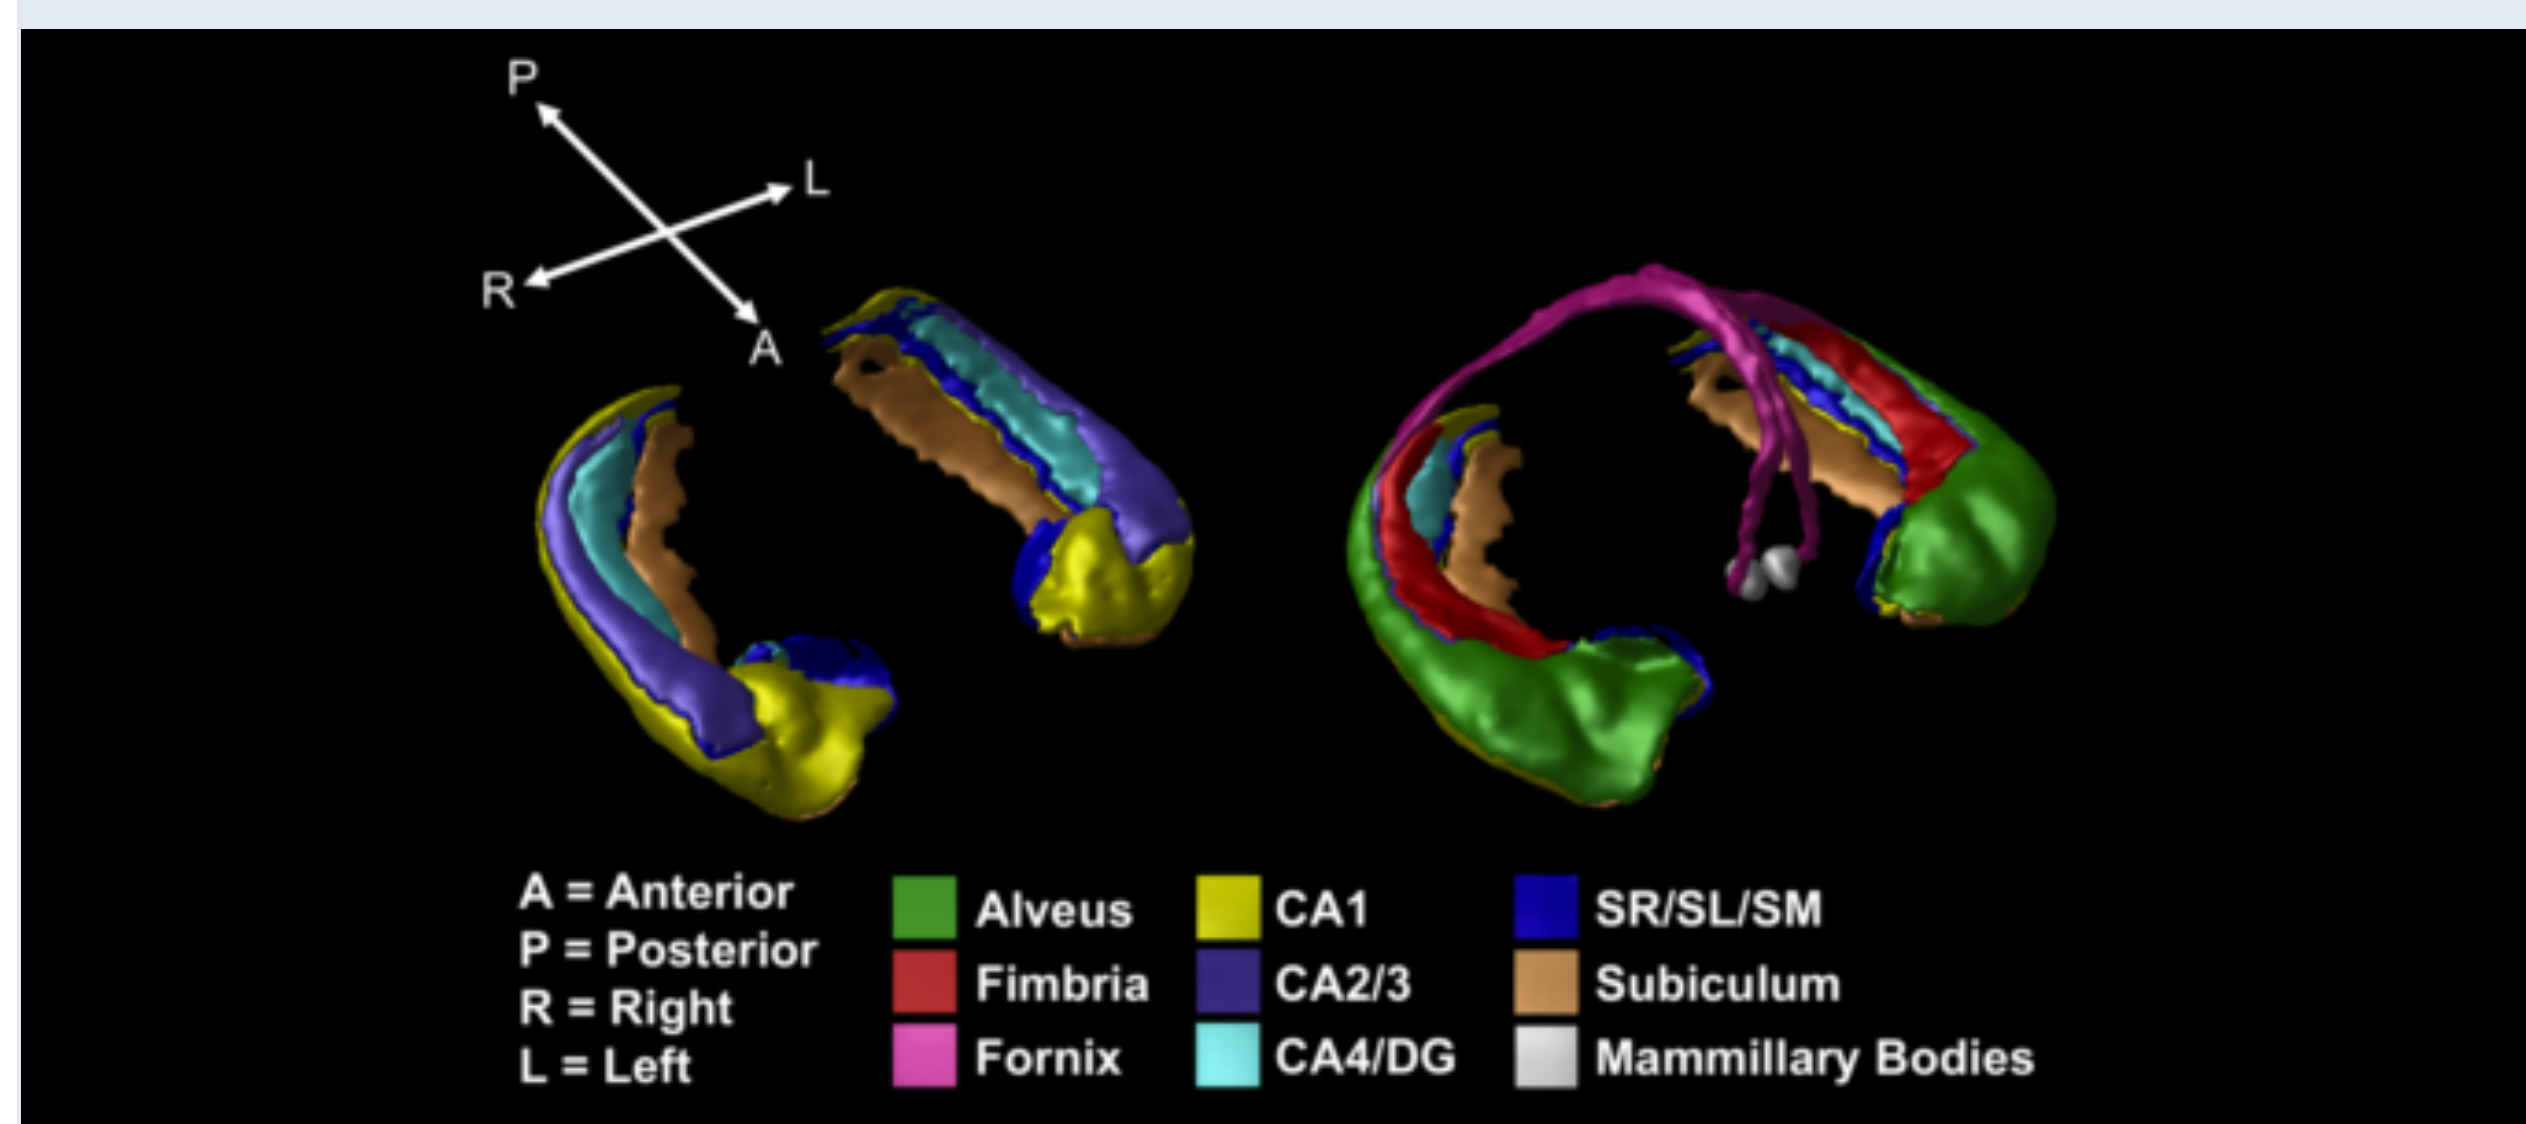 P
L
R
A
A = Anterior
P = Posterior
R = Right
L = Left
Alveus
Fimbria
Fornix
CA1
CA2/3
CA4/DG
SR/SL/SM
Subiculum
Mammillary Bodies